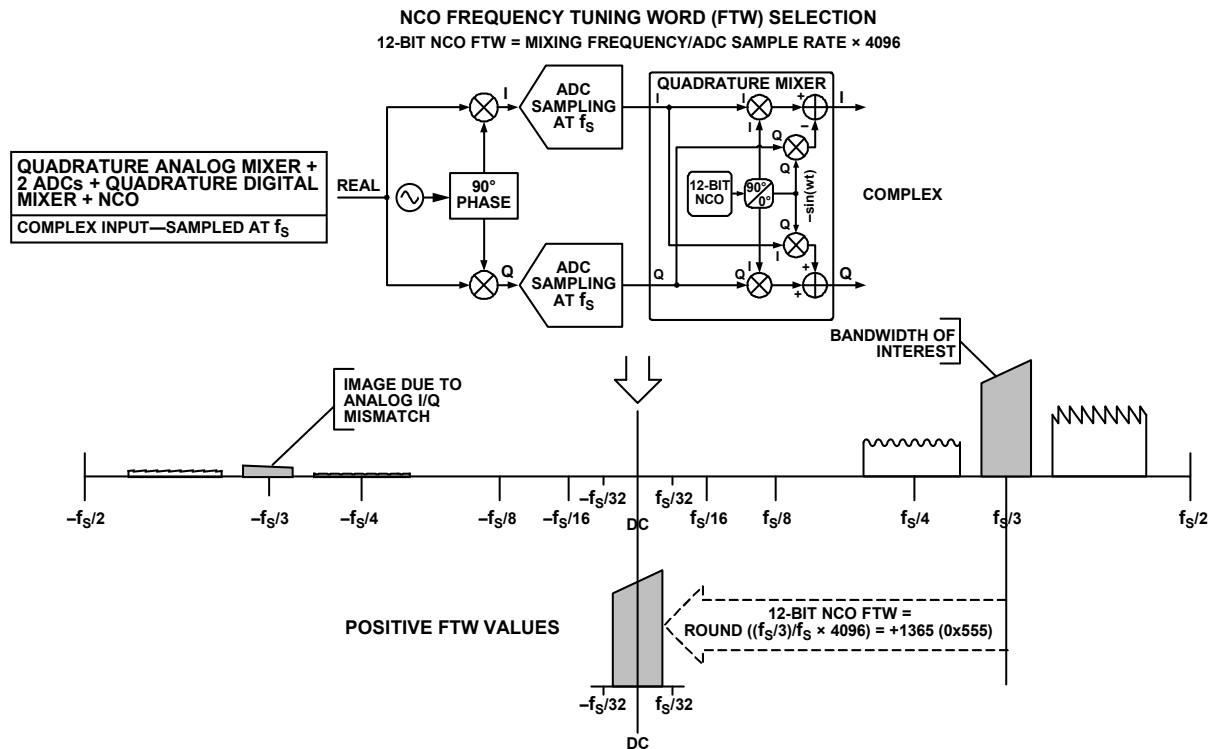 NCO FREQUENCY TUNING WORD (FTW) SELECTION
12-BIT NCO FTW = MIXING FREQUENCY/ADC SAMPLE RATE × 4096
QUADRATURE ANALOG MIXER +
2 ADCs + QUADRATURE DIGITAL
MIXER + NCO
COMPLEX INPUT—SAMPLED AT fS
REAL
90°
PHASE
I
ADC
SAMPLING
AT fS
I
Q
ADC
SAMPLING
AT fS
Q
QUADRATURE MIXER
I
I
+
–
I
Q
Q
12-BIT
NCO
90°
0°
–sin(wt)
Q
I
I
Q
+
+
Q
COMPLEX
BANDWIDTH OF
INTEREST
IMAGE DUE TO
ANALOG I/Q
MISMATCH
–fS/2
–fS/3
–fS/4
–fS/8
–fS/16
–fS/32
DC
fS/32
fS/16
fS/8
fS/4
fS/3
fS/2
POSITIVE FTW VALUES
12-BIT NCO FTW =
ROUND ((fS/3)/fS × 4096) = +1365 (0x555)
–fS/32
fS/32
DC